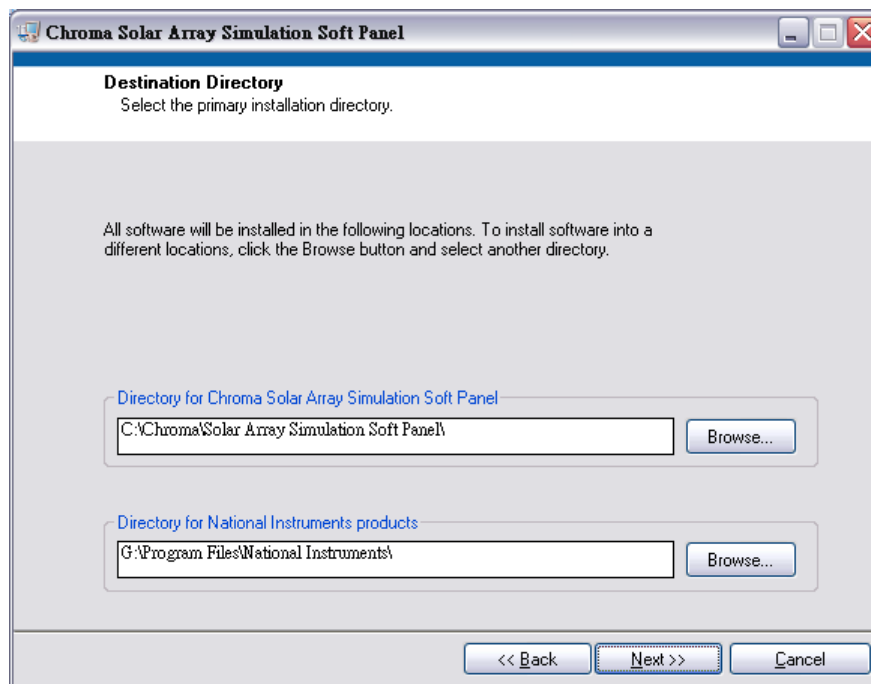 Chroma Solar Array Simulation Soft Panel
Destination Directory
Select the primary installation directory.
All software will be installed in the following locations. To install software into a
different locations, click the Browse button and select another directory.
Directory for Chroma Solar Array Simulation Soft Panel
C:\Chroma\Solar Array Simulation Soft Panel\
Browse...
Directory for National Instruments products
G:\Program Files\National Instruments\
Browse...
<< Back
Next >>
Cancel